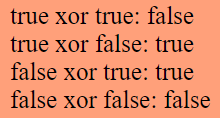 true xor true: false
true xor false: true
false xor true: true
false xor false: false